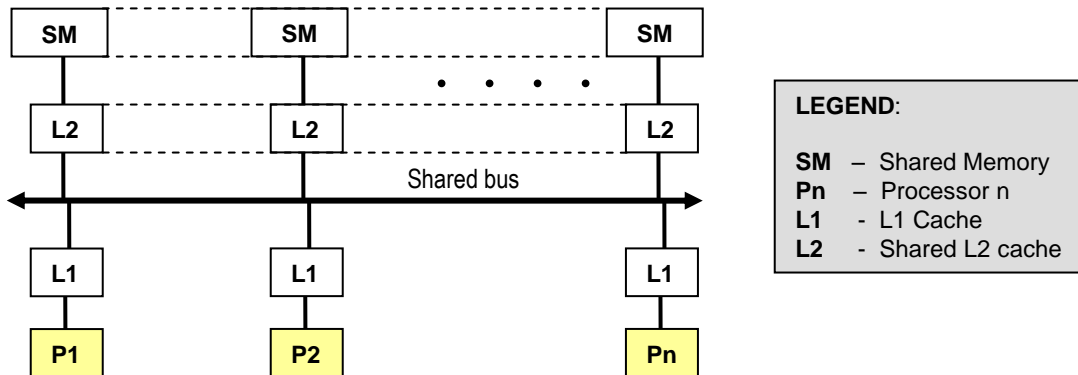 SM SM SM
L2 L2 L2
Shared bus
L1 L1 L1
P1 P2 Pn
LEGEND:
SM – Shared Memory
Pn – Processor n
L1 - L1 Cache
L2 - Shared L2 cache